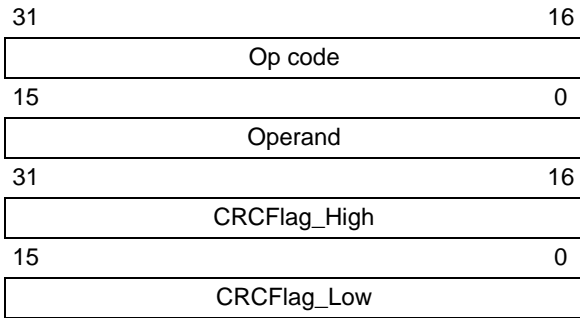 31 16
Op code
15 0
Operand
31 16
CRCFlag_High
15 0
CRCFlag_Low